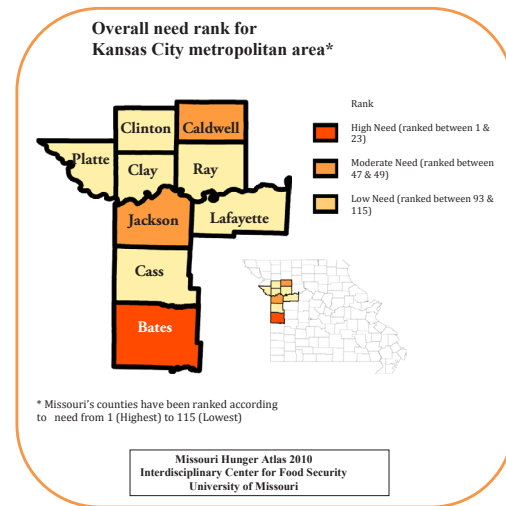 Overall need rank for
Kansas City metropolitan area*
Rank
High Need (ranked between 1 &
23)
Moderate Need (ranked between
47 & 49)
Low Need (ranked between 93 &
115)
Clinton
Caldwell
Platte
Clay
Ray
Jackson
Lafayette
Cass
Bates
* Missouri's counties have been ranked according
to need from 1 (Highest) to 115 (Lowest)
Missouri Hunger Atlas 2010
Interdisciplinary Center for Food Security
University of Missouri